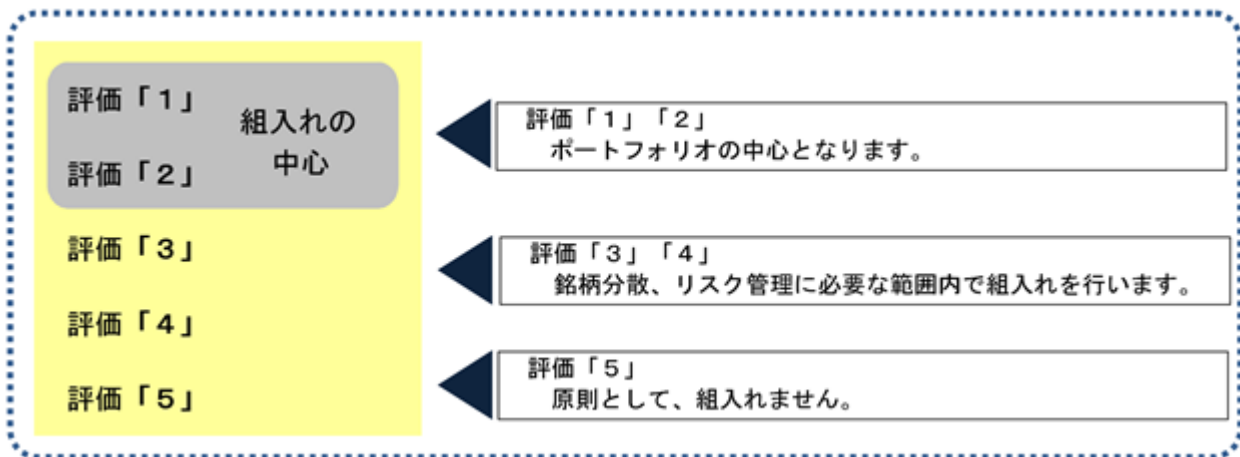 評価「１」
組入れの
中心
評価「２」
評価「３」
評価「４」
評価「５」
評価「１」「２」
ポートフォリオの中心となります。
評価「３」「４」
銘柄分散、リスク管理に必要な範囲内で組入れを行います。
評価「５」
原則として、組入れません。